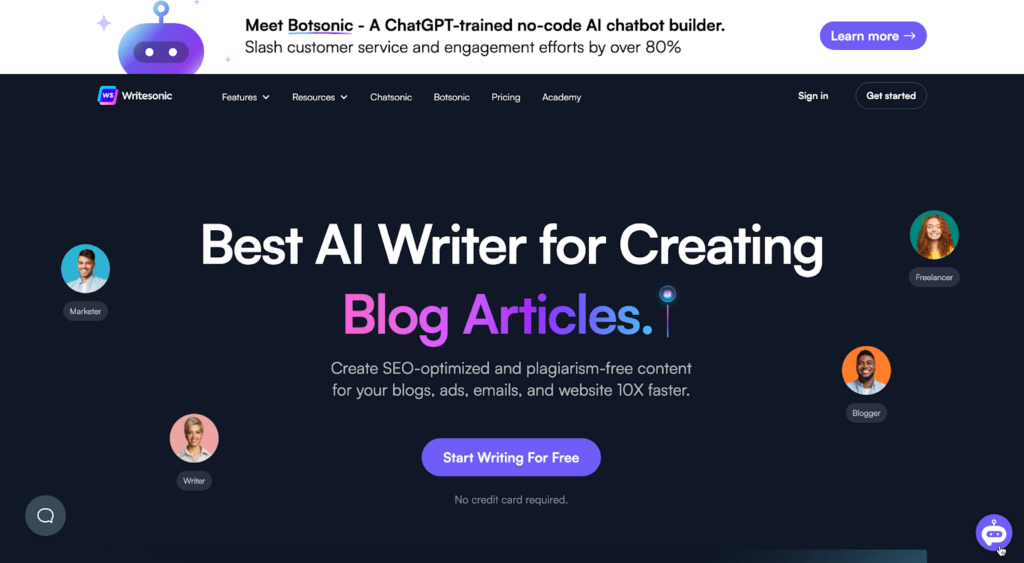 Meet Botsonic - A ChatGPT-trained no-code AI chatbot builder.
Slash customer service and engagement efforts by over 80%
Learn more →
WS Writesonic
Features
Resources
Chatsonic
Botsonic
Pricing
Academy
Sign in
Get started
Best AI Writer for Creating
Blog Articles.
Create SEO-optimized and plagiarism-free content
for your blogs, ads, emails, and website 10X faster.
Start Writing For Free
No credit card required.
Marketer
Writer
Freelancer
Blogger